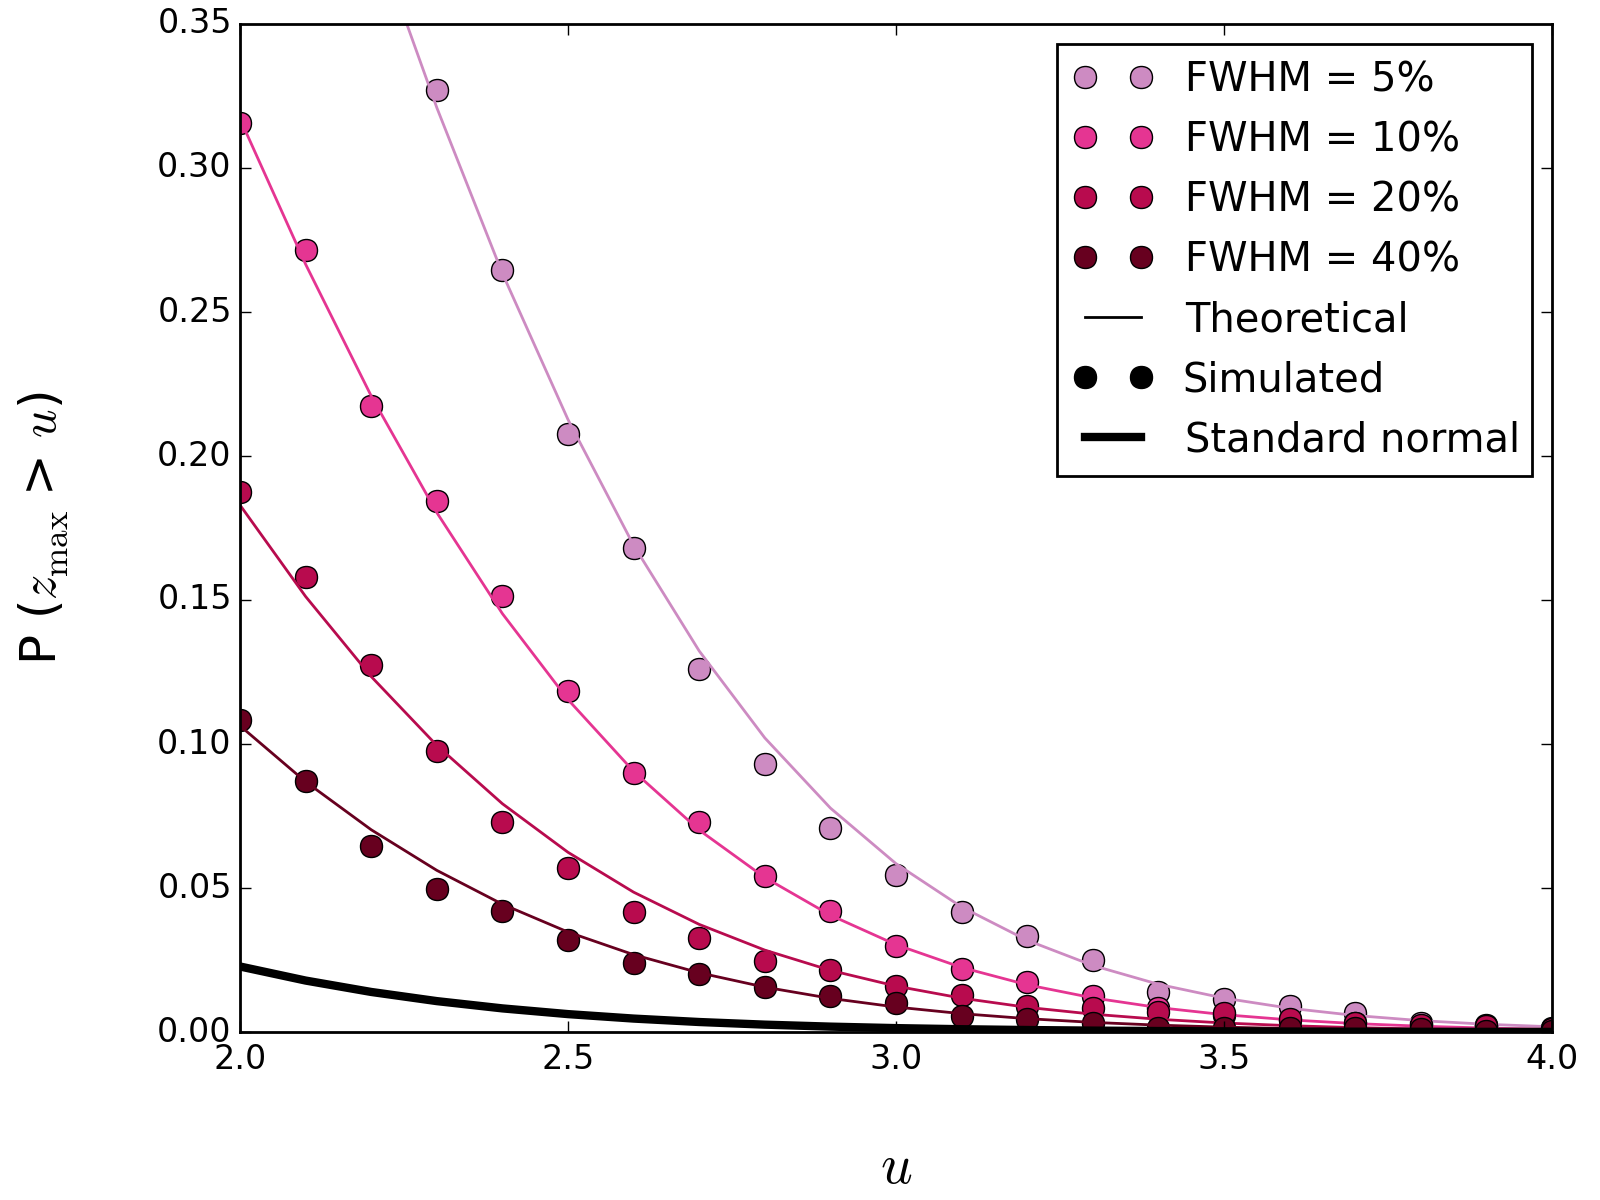 0.35
0.30
0.25
0.20
0.15
0.10
0.05
0.00
P (z_max > u)
2.0 2.5 3.0 3.5 4.0
u
FWHM = 5%
FWHM = 10%
FWHM = 20%
FWHM = 40%
Theoretical
Simulated
Standard normal